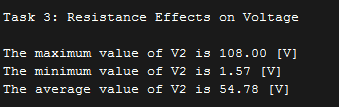 Task 3: Resistance Effects on Voltage
The maximum value of V2 is 108.00 [V]
The minimum value of V2 is 1.57 [V]
The average value of V2 is 54.78 [V]